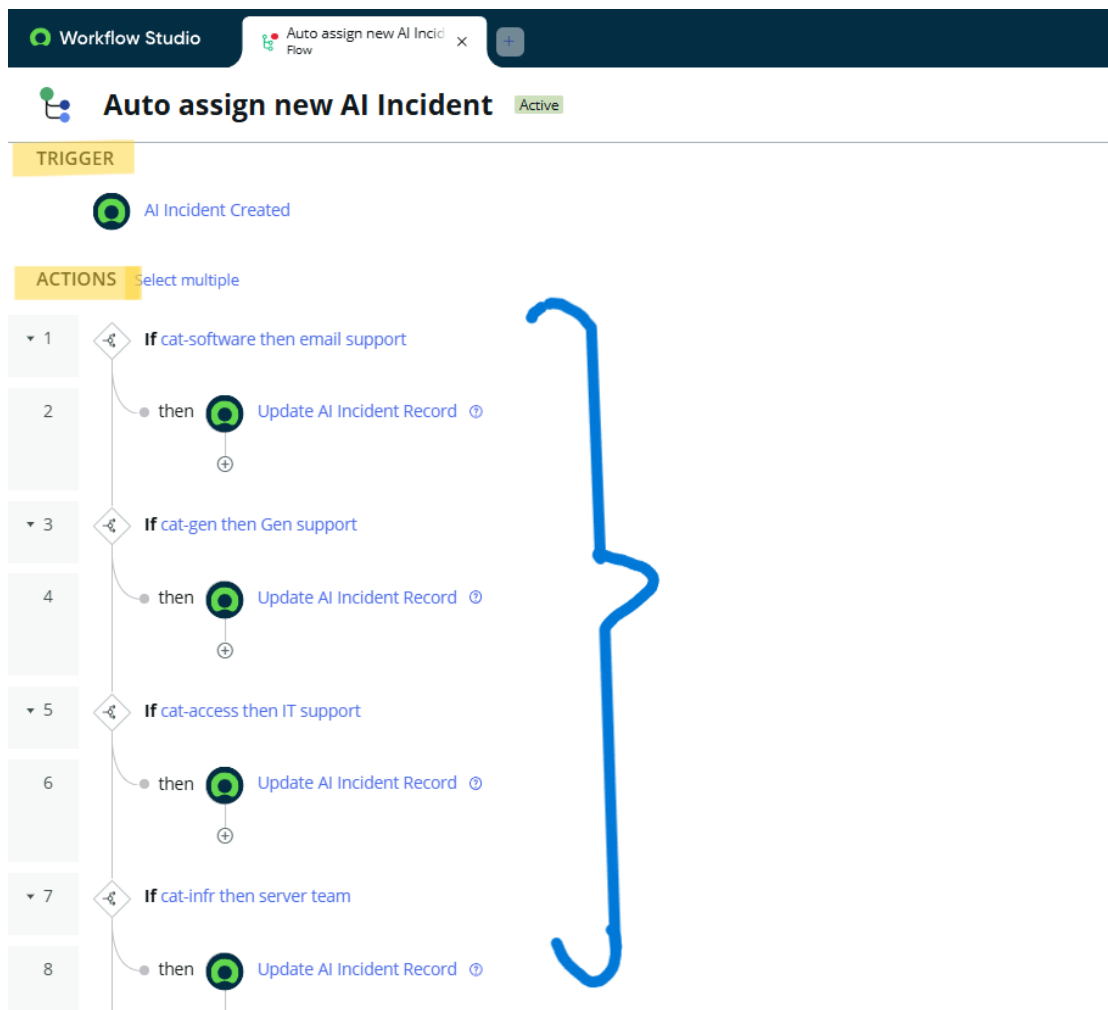 Workflow Studio
Auto assign new AI Incid
Flow
Auto assign new AI Incident Active
TRIGGER
AI Incident Created
ACTIONS Select multiple
1 If cat-software then email support
2 then Update AI Incident Record
3 If cat-gen then Gen support
4 then Update AI Incident Record
5 If cat-access then IT support
6 then Update AI Incident Record
7 If cat-infr then server team
8 then Update AI Incident Record